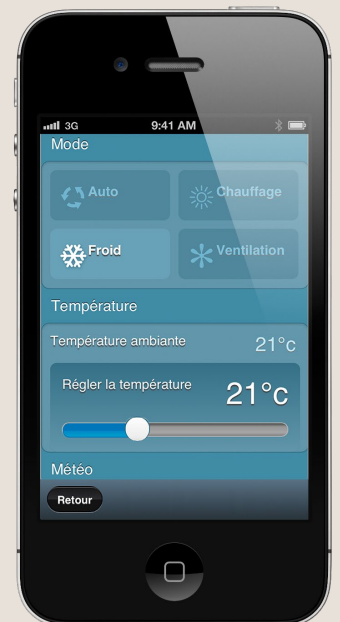 3G 9:41 AM
Mode
Auto Chauffage
Froid Ventilation
Température
Température ambiante 21°c
Régler la température 21°c
Météo
Retour